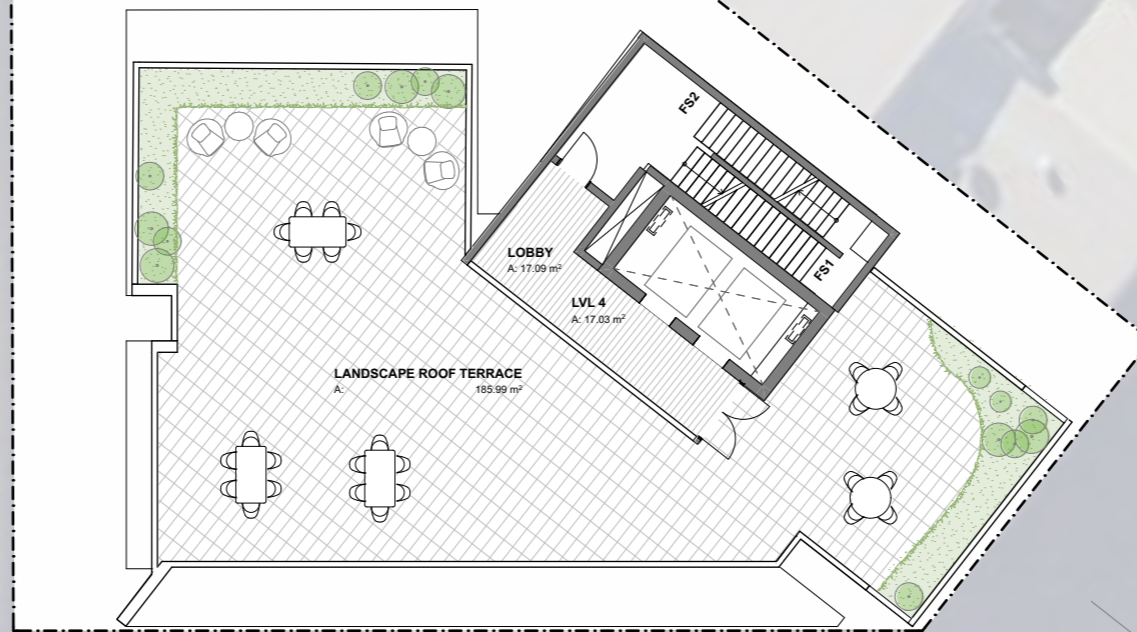 FS2
LOBBY
A: 17.09 m²
FS1
LVL 4
A: 17.03 m²
LANDSCAPE ROOF TERRACE
A: 185.99 m²